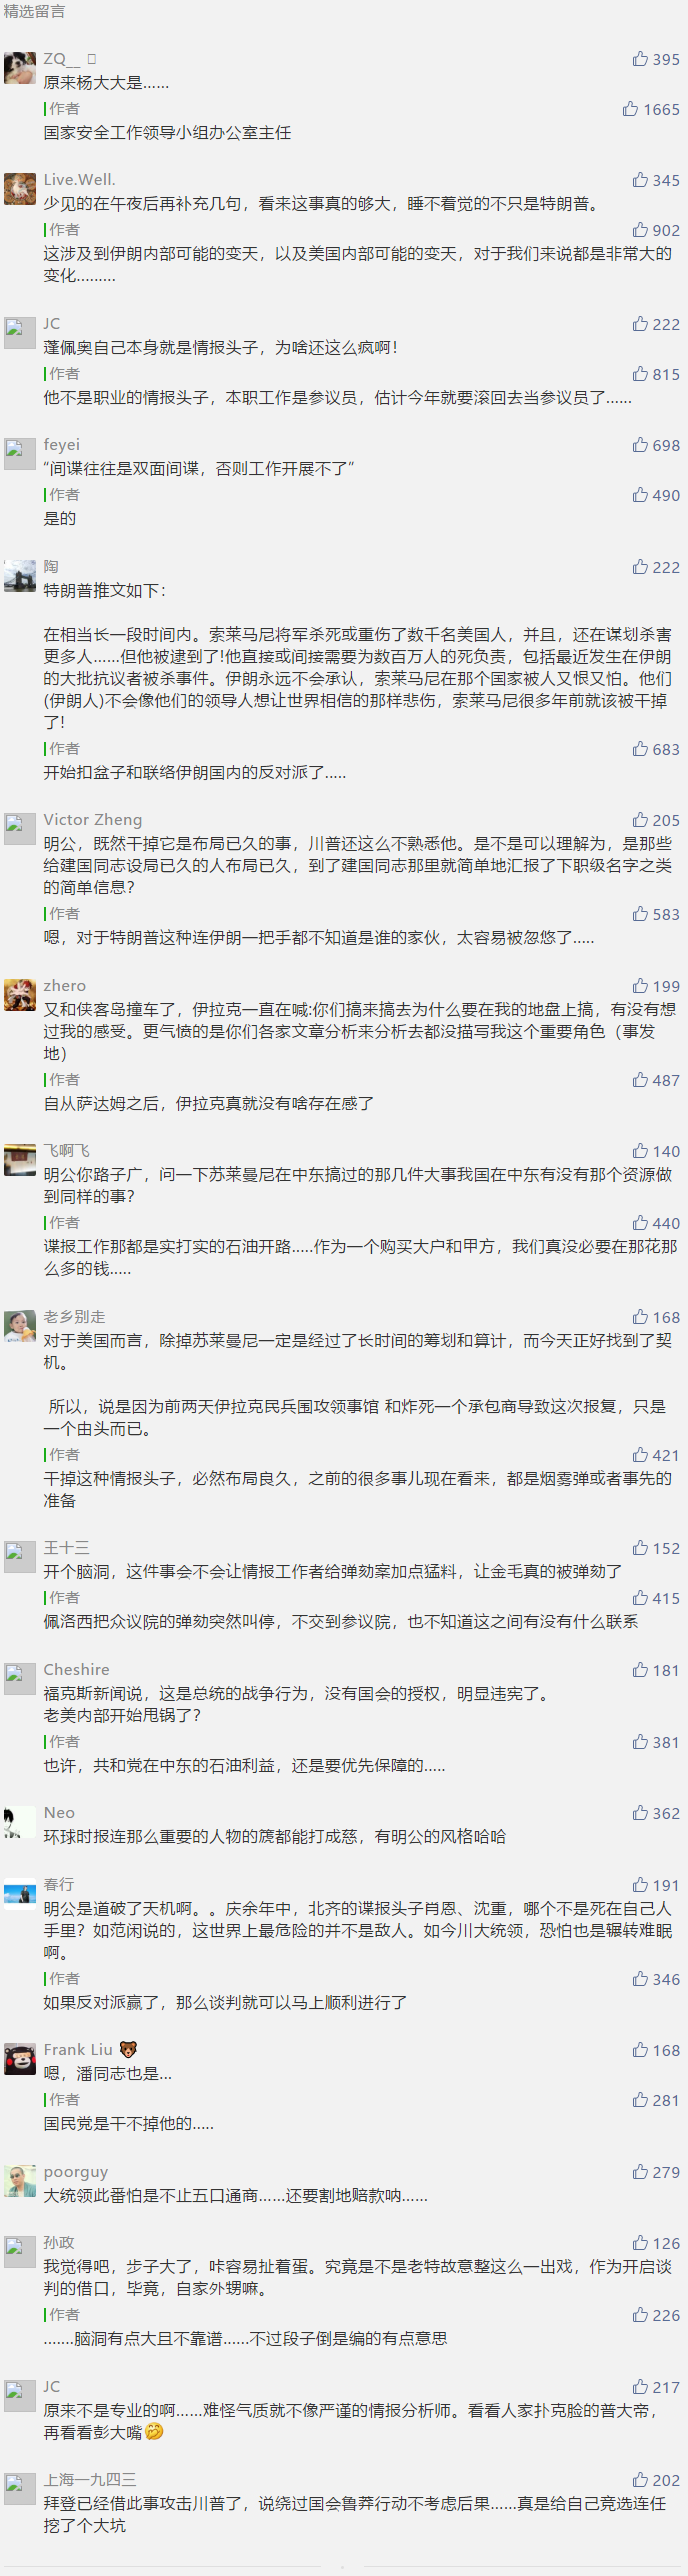 精选留言
ZQ__
395
原来杨大大是……
作者
1665
国家安全工作领导小组办公室主任
Live.Well.
345
少见的在午夜后再补充几句，看来这事真的够大，睡不着觉的不只是特朗普。
作者
902
这涉及到伊朗内部可能的变天，以及美国内部可能的变天，对于我们来说都是非常大的
变化………
JC
222
蓬佩奥自己本身就是情报头子，为啥还这么疯啊！
作者
815
他不是职业的情报头子，本职工作是参议员，估计今年就要滚回去当参议员了……
feyei
698
“间谍往往是双面间谍，否则工作开展不了”
作者
490
是的
陶
222
特朗普推文如下：
在相当长一段时间内。索莱马尼将军杀死或重伤了数千名美国人，并且，还在谋划杀害
更多人……但他被逮到了!他直接或间接需要为数百万人的死负责，包括最近发生在伊朗
的大批抗议者被杀事件。伊朗永远不会承认，索莱马尼在那个国家被人又恨又怕。他们
(伊朗人)不会像他们的领导人想让世界相信的那样悲伤，索莱马尼很多年前就该被干掉
了!
作者
683
开始扣盆子和联络伊朗国内的反对派了.....
Victor Zheng
205
明公，既然干掉它是布局已久的事，川普还这么不熟悉他。是不是可以理解为，是那些
给建国同志设局已久的人布局已久，到了建国同志那里就简单地汇报了下职级名字之类
的简单信息？
作者
583
嗯，对于特朗普这种连伊朗一把手都不知道是谁的家伙，太容易被忽悠了.....
zhero
199
又和侠客岛撞车了，伊拉克一直在喊:你们搞来搞去为什么要在我的地盘上搞，有没有想
过我的感受。更气愤的是你们各家文章分析来分析去都没描写我这个重要角色（事发
地）
作者
487
自从萨达姆之后，伊拉克真就没有啥存在感了
飞啊飞
140
明公你路子广，问一下苏莱曼尼在中东搞过的那几件大事我国在中东有没有那个资源做
到同样的事？
作者
440
谍报工作那都是实打实的石油开路.....作为一个购买大户和甲方，我们真没必要在那花那
么多的钱.....
老乡别走
168
对于美国而言，除掉苏莱曼尼一定是经过了长时间的筹划和算计，而今天正好找到了契
机。
所以，说是因为前两天伊拉克民兵围攻领事馆 和炸死一个承包商导致这次报复，只是
一个由头而已。
作者
421
干掉这种情报头子，必然布局良久，之前的很多事儿现在看来，都是烟雾弹或者事先的
准备
王十三
152
开个脑洞，这件事会不会让情报工作者给弹劾案加点猛料，让金毛真的被弹劾了
作者
415
佩洛西把众议院的弹劾突然叫停，不交到参议院，也不知道这之间有没有什么联系
Cheshire
181
福克斯新闻说，这是总统的战争行为，没有国会的授权，明显违宪了。
老美内部开始甩锅了？
作者
381
也许，共和党在中东的石油利益，还是要优先保障的.....
Neo
362
环球时报连那么重要的人物的篪都能打成慈，有明公的风格哈哈
春行
191
明公是道破了天机啊。。庆余年中，北齐的谍报头子肖恩、沈重，哪个不是死在自己人
手里？如范闲说的，这世界上最危险的并不是敌人。如今川大统领，恐怕也是辗转难眠
啊。
作者
346
如果反对派赢了，那么谈判就可以马上顺利进行了
Frank Liu 🐻
168
嗯，潘同志也是...
作者
281
国民党是干不掉他的.....
poorguy
279
大统领此番怕是不止五口通商……还要割地赔款呐……
孙政
126
我觉得吧，步子大了，咔容易扯着蛋。究竟是不是老特故意整这么一出戏，作为开启谈
判的借口，毕竟，自家外甥嘛。
作者
226
.......脑洞有点大且不靠谱……不过段子倒是编的有点意思
JC
217
原来不是专业的啊……难怪气质就不像严谨的情报分析师。看看人家扑克脸的普大帝，
再看看彭大嘴🤣
上海一九四三
202
拜登已经借此事攻击川普了，说绕过国会鲁莽行动不考虑后果……真是给自己竞选连任
挖了个大坑